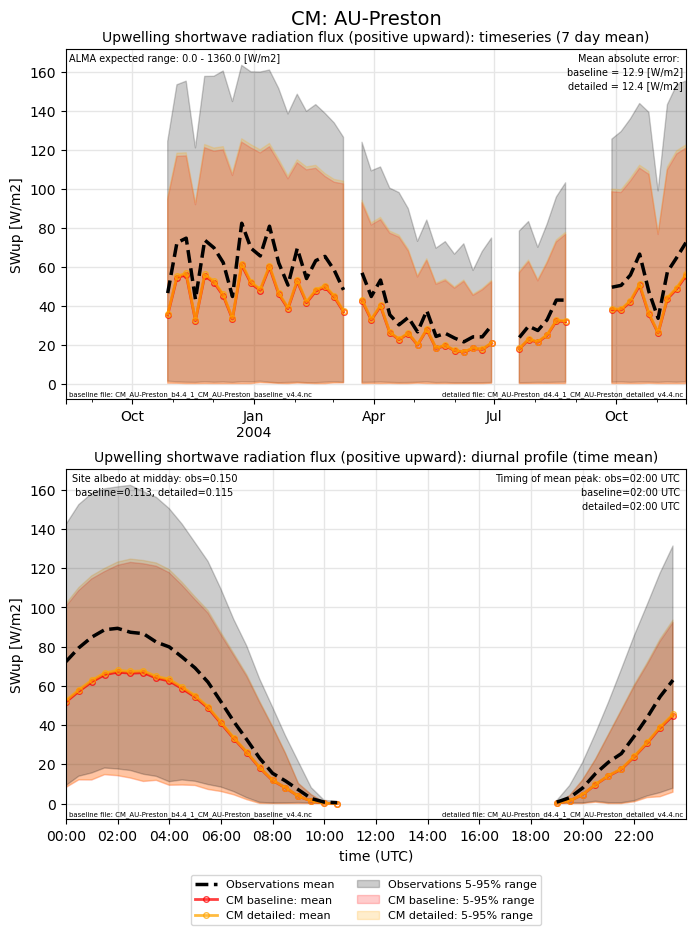 CM: AU-Preston
Upwelling shortwave radiation flux (positive upward): timeseries (7 day mean)
ALMA expected range: 0.0 - 1360.0 [W/m2]
Mean absolute error:
baseline = 12.9 [W/m2]
detailed = 12.4 [W/m2]
160
140
120
100
80
60
40
20
0
SWup [W/m2]
baseline file: CM_AU-Preston_b4.4_1_CM_AU-Preston_baseline_v4.4.nc
detailed file: CM_AU-Preston_d4.4_1_CM_AU-Preston_detailed_v4.4.nc
Oct
Jan
2004
Apr
Jul
Oct
Upwelling shortwave radiation flux (positive upward): diurnal profile (time mean)
Site albedo at midday: obs=0.150
baseline=0.113, detailed=0.115
Timing of mean peak: obs=02:00 UTC
baseline=02:00 UTC
detailed=02:00 UTC
160
140
120
100
80
60
40
20
0
SWup [W/m2]
baseline file: CM_AU-Preston_b4.4_1_CM_AU-Preston_baseline_v4.4.nc
detailed file: CM_AU-Preston_d4.4_1_CM_AU-Preston_detailed_v4.4.nc
00:00 02:00 04:00 06:00 08:00 10:00 12:00 14:00 16:00 18:00 20:00 22:00
time (UTC)
Observations mean
CM baseline: mean
CM detailed: mean
Observations 5-95% range
CM baseline: 5-95% range
CM detailed: 5-95% range